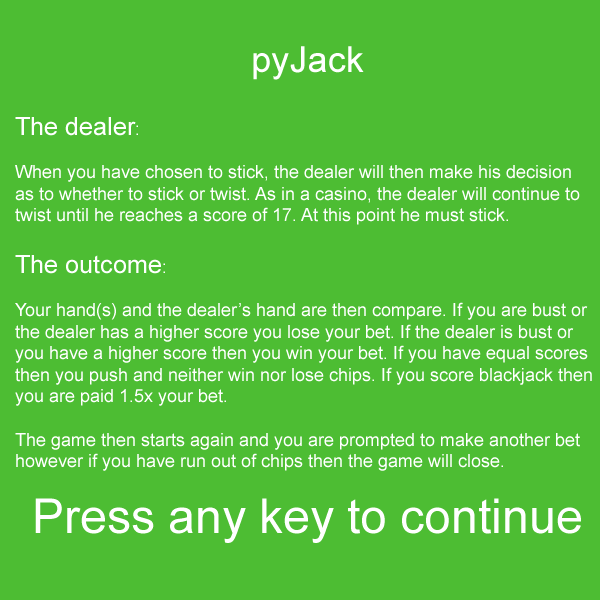 pyJack
The dealer:
When you have chosen to stick, the dealer will then make his decision
as to whether to stick or twist. As in a casino, the dealer will continue to
twist until he reaches a score of 17. At this point he must stick.
The outcome:
Your hand(s) and the dealer’s hand are then compare. If you are bust or
the dealer has a higher score you lose your bet. If the dealer is bust or
you have a higher score then you win your bet. If you have equal scores
then you push and neither win nor lose chips. If you score blackjack then
you are paid 1.5x your bet.
The game then starts again and you are prompted to make another bet
however if you have run out of chips then the game will close.
Press any key to continue